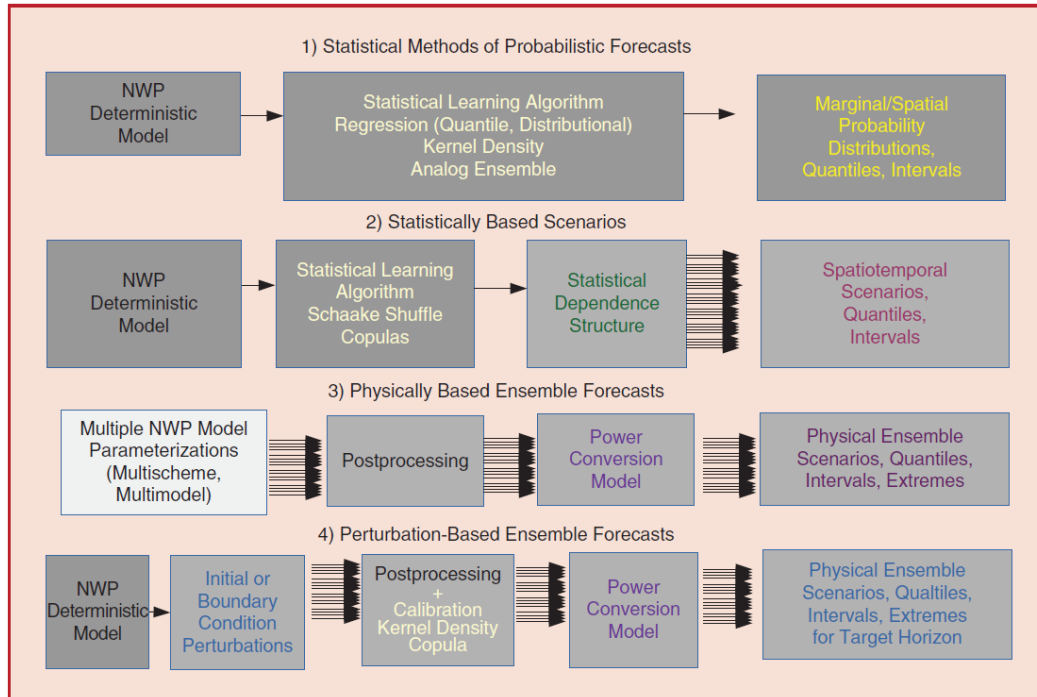 1) Statistical Methods of Probabilistic Forecasts
NWP
Deterministic
Model
Statistical Learning Algorithm
Regression (Quantile, Distributional)
Kernel Density
Analog Ensemble
Marginal/Spatial
Probability
Distributions,
Quantiles, Intervals
2) Statistically Based Scenarios
NWP
Deterministic
Model
Statistical Learning
Algorithm
Schaake Shuffle
Copulas
Statistical
Dependence
Structure
Spatiotemporal
Scenarios,
Quantiles,
Intervals
3) Physically Based Ensemble Forecasts
Multiple NWP Model
Parameterizations
(Multischeme,
Multimodel)
Postprocessing
Power
Conversion
Model
Physical Ensemble
Scenarios, Quantiles,
Intervals, Extremes
4) Perturbation-Based Ensemble Forecasts
NWP
Deterministic
Model
Initial or
Boundary
Condition
Perturbations
Postprocessing
+
Calibration
Kernel Density
Copula
Power
Conversion
Model
Physical Ensemble
Scenarios, Qualtiles,
Intervals, Extremes
for Target Horizon